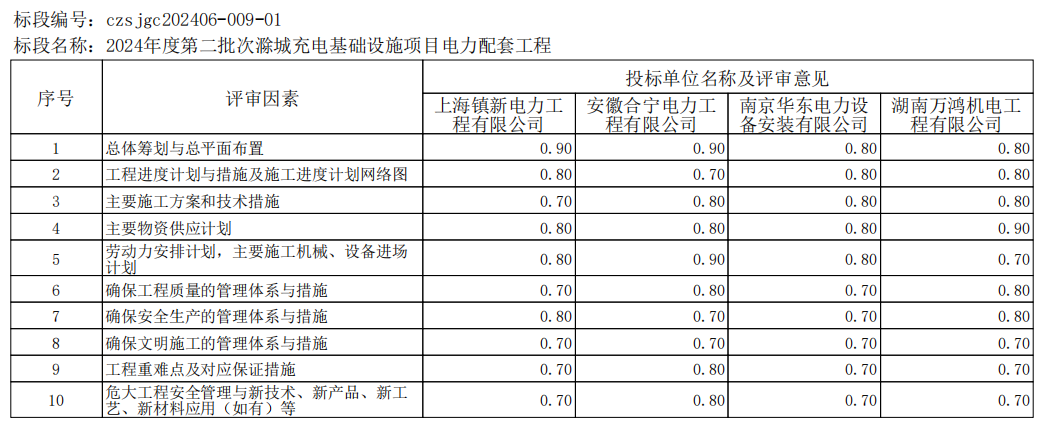 标段编号：czsjgc202406-009-01
标段名称：2024年度第二批次滁城充电基础设施项目电力配套工程
序号 评审因素 投标单位名称及评审意见
上海镇新电力工 安徽合宁电力工 南京华东电力设 湖南万鸿机电工
程有限公司 程有限公司 备安装有限公司 程有限公司
1 总体筹划与总平面布置 0.90 0.90 0.80 0.80
2 工程进度计划与措施及施工进度计划网络图 0.80 0.70 0.80 0.80
3 主要施工方案和技术措施 0.70 0.80 0.80 0.80
4 主要物资供应计划 0.80 0.80 0.80 0.90
5 劳动力安排计划，主要施工机械、设备进场 0.80 0.90 0.80 0.70
计划
6 确保工程质量的管理体系与措施 0.70 0.80 0.70 0.80
7 确保安全生产的管理体系与措施 0.80 0.70 0.70 0.80
8 确保文明施工的管理体系与措施 0.70 0.70 0.70 0.70
9 工程重难点及对应保证措施 0.70 0.80 0.70 0.70
10 危大工程安全管理与新技术、新产品、新工 0.70 0.80 0.70 0.70
艺、新材料应用（如有）等